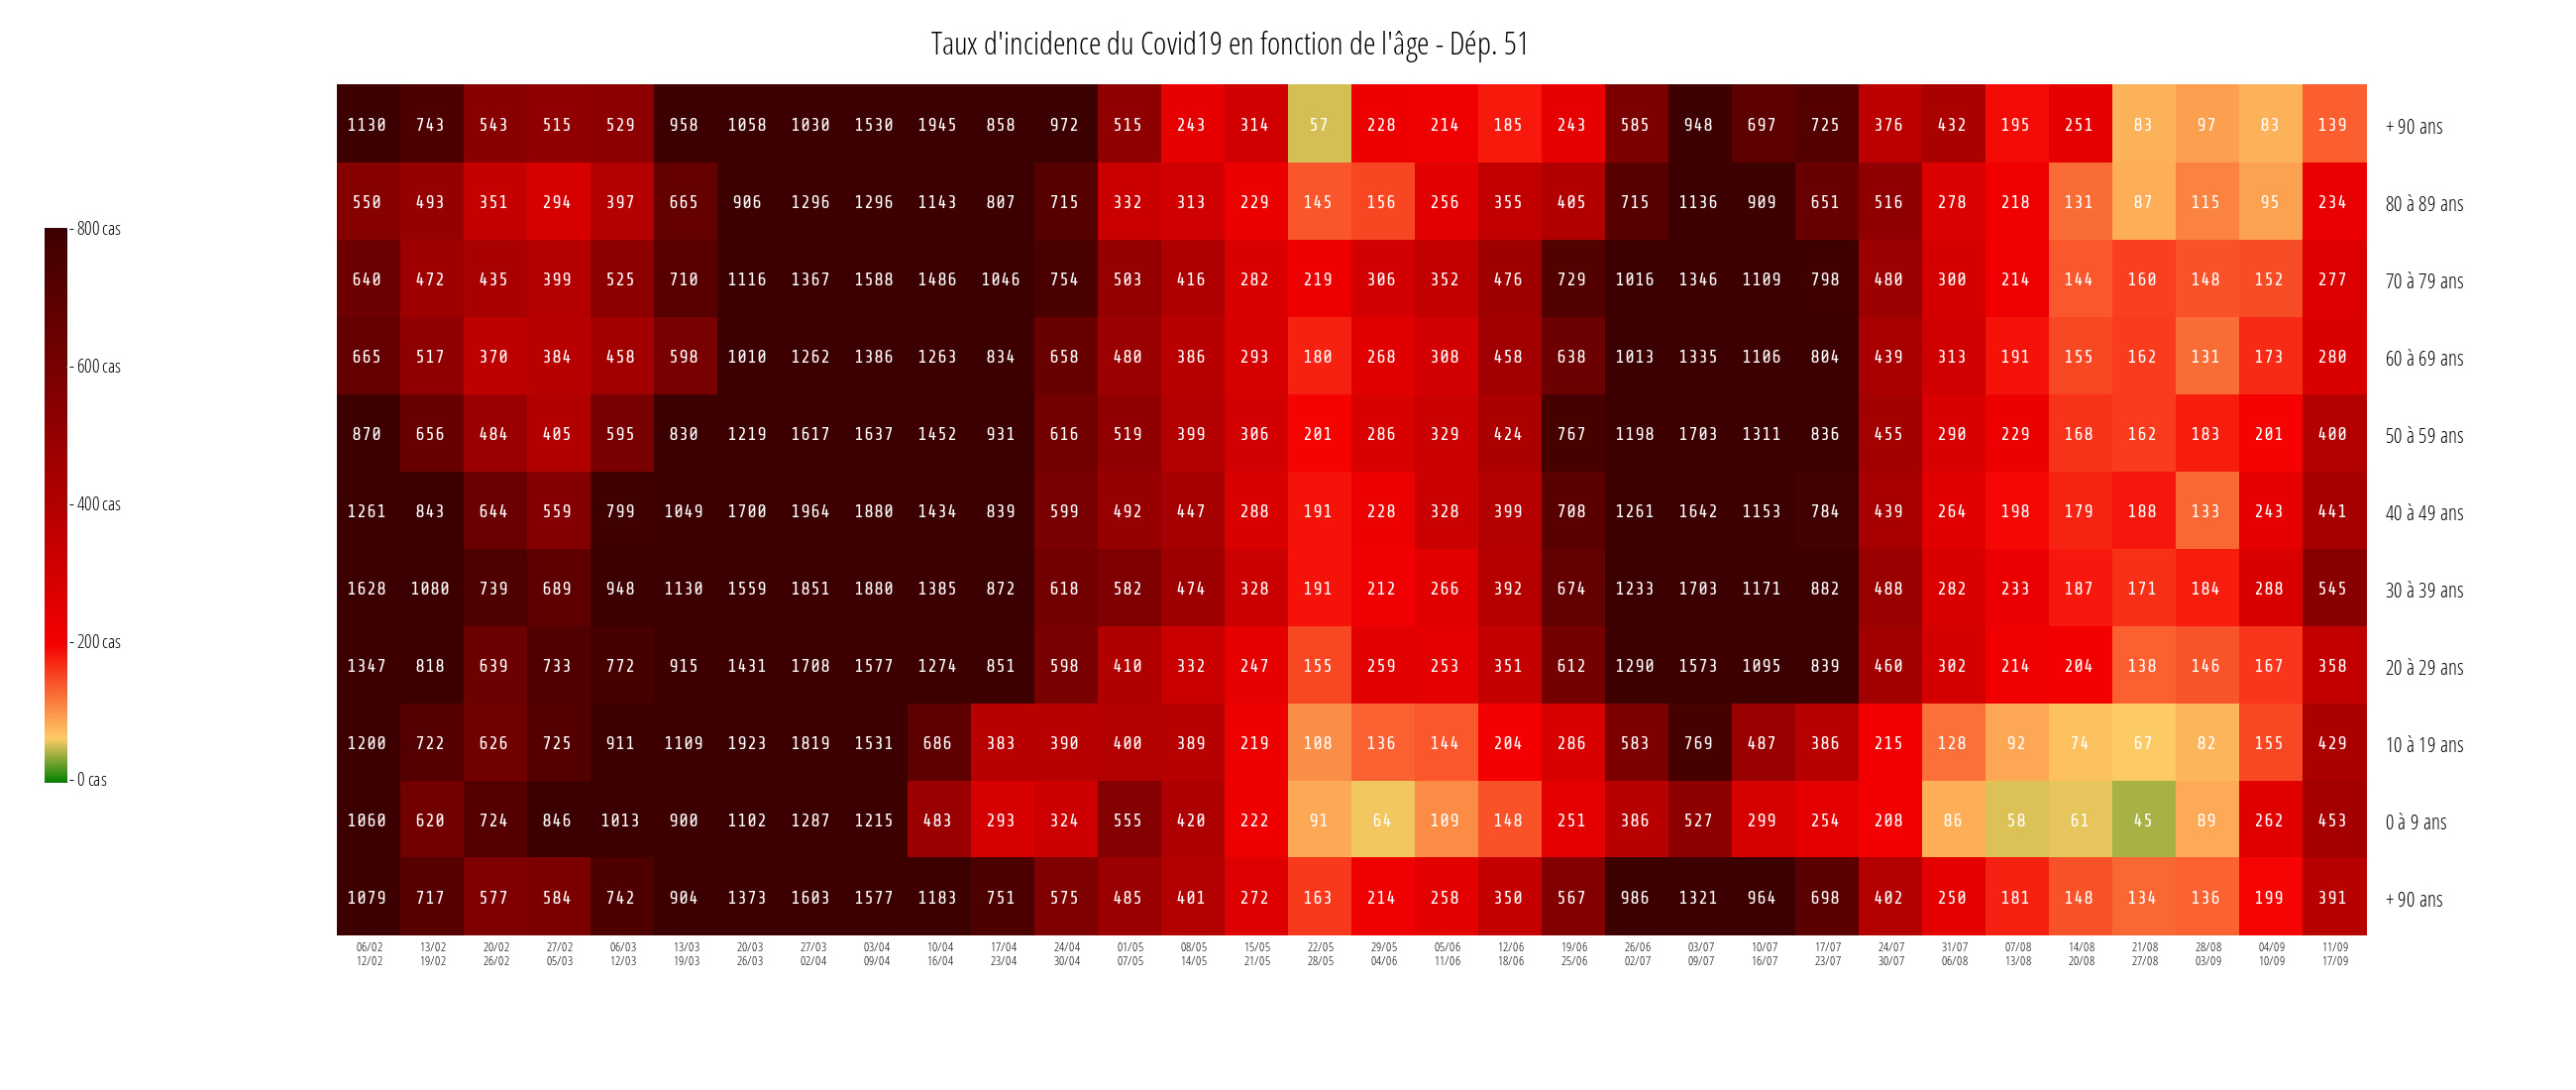 Taux d'incidence du Covid19 en fonction de l'âge - Dép. 51
1130 743 543 515 529 958 1058 1030 1530 1945 858 972 515 243 314 57 228 214 185 243 585 948 697 725 376 432 195 251 83 97 83 139 + 90 ans
550 493 351 294 397 665 906 1296 1296 1143 807 715 332 313 229 145 156 256 355 405 715 1136 909 651 516 278 218 131 87 115 95 234 80 à 89 ans
- 800 cas
640 472 435 399 525 710 1116 1367 1588 1486 1046 754 503 416 282 219 306 352 476 729 1016 1346 1109 798 480 300 214 144 160 148 152 277 70 à 79 ans
665 517 370 384 458 598 1010 1262 1386 1263 834 658 480 386 293 180 268 308 458 638 1013 1335 1106 804 439 313 191 155 162 131 173 280 60 à 69 ans
- 600 cas
870 656 484 405 595 830 1219 1617 1637 1452 931 616 519 399 306 201 286 329 424 767 1198 1703 1311 836 455 290 229 168 162 183 201 400 50 à 59 ans
- 400 cas
1261 843 644 559 799 1049 1700 1964 1880 1434 839 599 492 447 288 191 228 328 399 708 1261 1642 1153 784 439 264 198 179 188 133 243 441 40 à 49 ans
1628 1080 739 689 948 1130 1559 1851 1880 1385 872 618 582 474 328 191 212 266 392 674 1233 1703 1171 882 488 282 233 187 171 184 288 545 30 à 39 ans
- 200 cas
1347 818 639 733 772 915 1431 1708 1577 1274 851 598 410 332 247 155 259 253 351 612 1290 1573 1095 839 460 302 214 204 138 146 167 358 20 à 29 ans
1200 722 626 725 911 1109 1923 1819 1531 686 383 390 400 389 219 108 136 144 204 286 583 769 487 386 215 128 92 74 67 82 155 429 10 à 19 ans
- 0 cas
1060 620 724 846 1013 900 1102 1287 1215 483 293 324 555 420 222 91 64 109 148 251 386 527 299 254 208 86 58 61 45 89 262 453 0 à 9 ans
1079 717 577 584 742 904 1373 1603 1577 1183 751 575 485 401 272 163 214 258 350 567 986 1321 964 698 402 250 181 148 134 136 199 391 + 90 ans
06/02 13/02 20/02 27/02 06/03 13/03 20/03 27/03 03/04 10/04 17/04 24/04 01/05 08/05 15/05 22/05 29/05 05/06 12/06 19/06 26/06 03/07 10/07 17/07 24/07 31/07 07/08 14/08 21/08 28/08 04/09 11/09
12/02 19/02 26/02 05/03 12/03 19/03 26/03 02/04 09/04 16/04 23/04 30/04 07/05 14/05 21/05 28/05 04/06 11/06 18/06 25/06 02/07 09/07 16/07 23/07 30/07 06/08 13/08 20/08 27/08 03/09 10/09 17/09